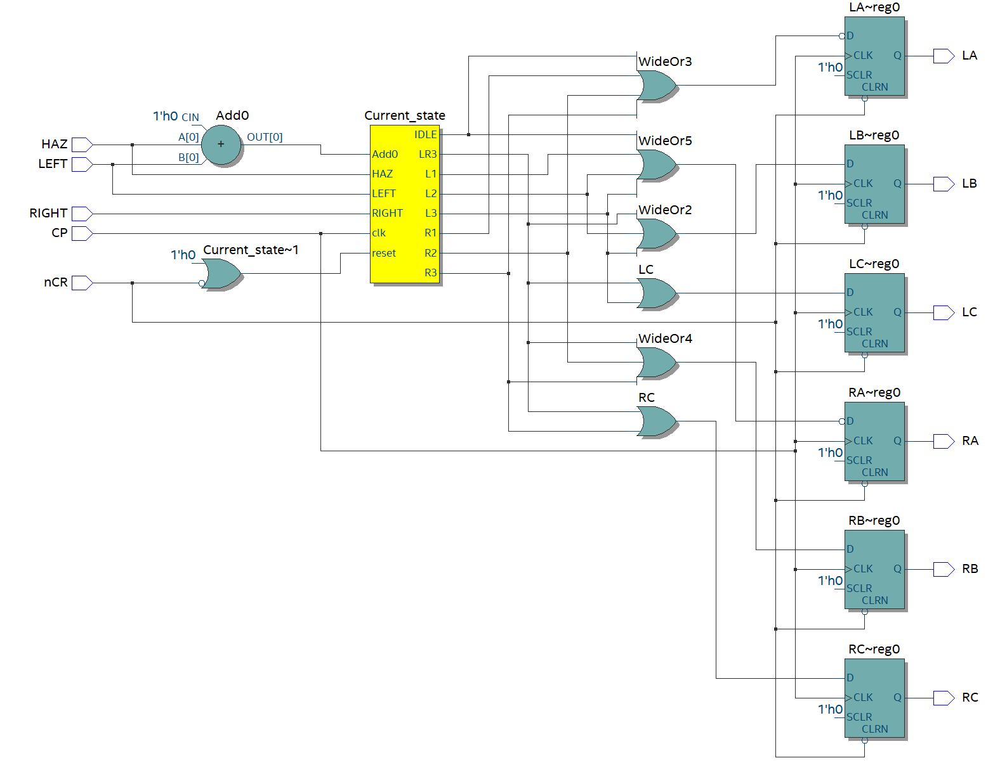 HAZ
LEFT
RIGHT
CP
nCR
1'h0 CIN
Add0
A[0]
B[0]
+
OUT[0]
1'h0
Current_state~1
Current_state
IDLE
Add0 LR3
HAZ L1
LEFT L2
RIGHT L3
clk R1
reset R2
R3
WideOr3
WideOr5
WideOr2
LC
WideOr4
RC
LA~reg0
D
CLK Q
1'h0 SCLR
CLRN
LA
LB~reg0
D
CLK Q
1'h0 SCLR
CLRN
LB
LC~reg0
D
CLK Q
1'h0 SCLR
CLRN
LC
RA~reg0
D
CLK Q
1'h0 SCLR
CLRN
RA
RB~reg0
D
CLK Q
1'h0 SCLR
CLRN
RB
RC~reg0
D
CLK Q
1'h0 SCLR
CLRN
RC